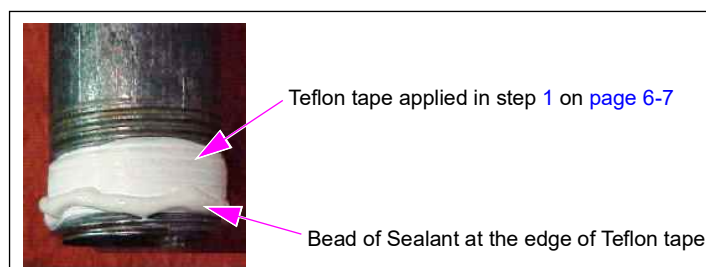 Teflon tape applied in step 1 on page 6-7
Bead of Sealant at the edge of Teflon tape